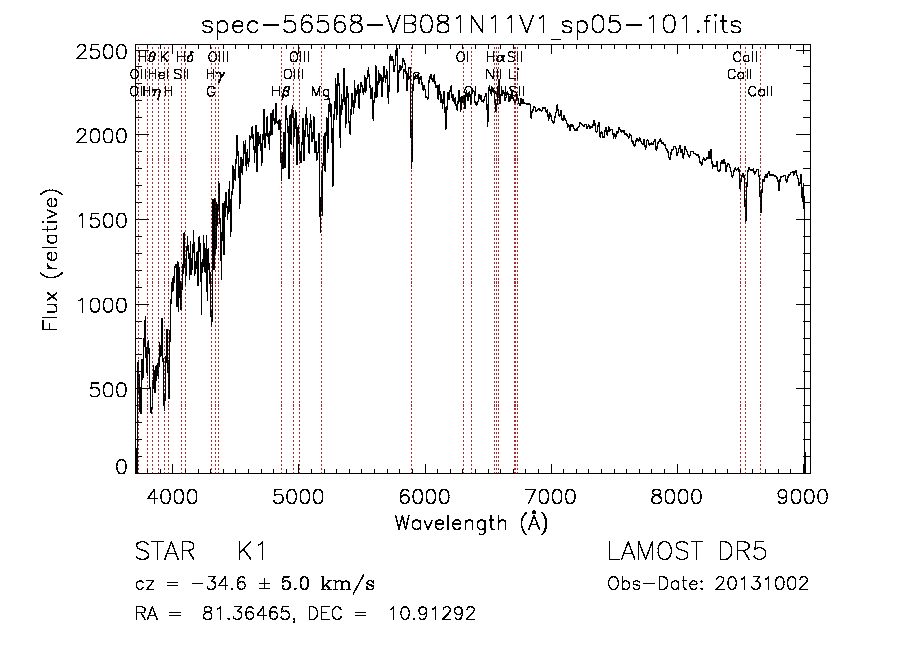 spec-56568-VB081N11V1_sp05-101.fits
Hθ K Hδ OIII OIII OI Hα SII CaII
OII HeI SII Hγ OIII NII Li CaII
OII Hη H G Hβ Mg Na OI NII SII CaII
2500
2000
1500
1000
500
0
Flux (relative)
4000 5000 6000 7000 8000 9000
Wavelength (Å)
STAR K1 LAMOST DR5
cz = −34.6 ± 5.0 km/s Obs−Date: 20131002
RA = 81.36465, DEC = 10.91292